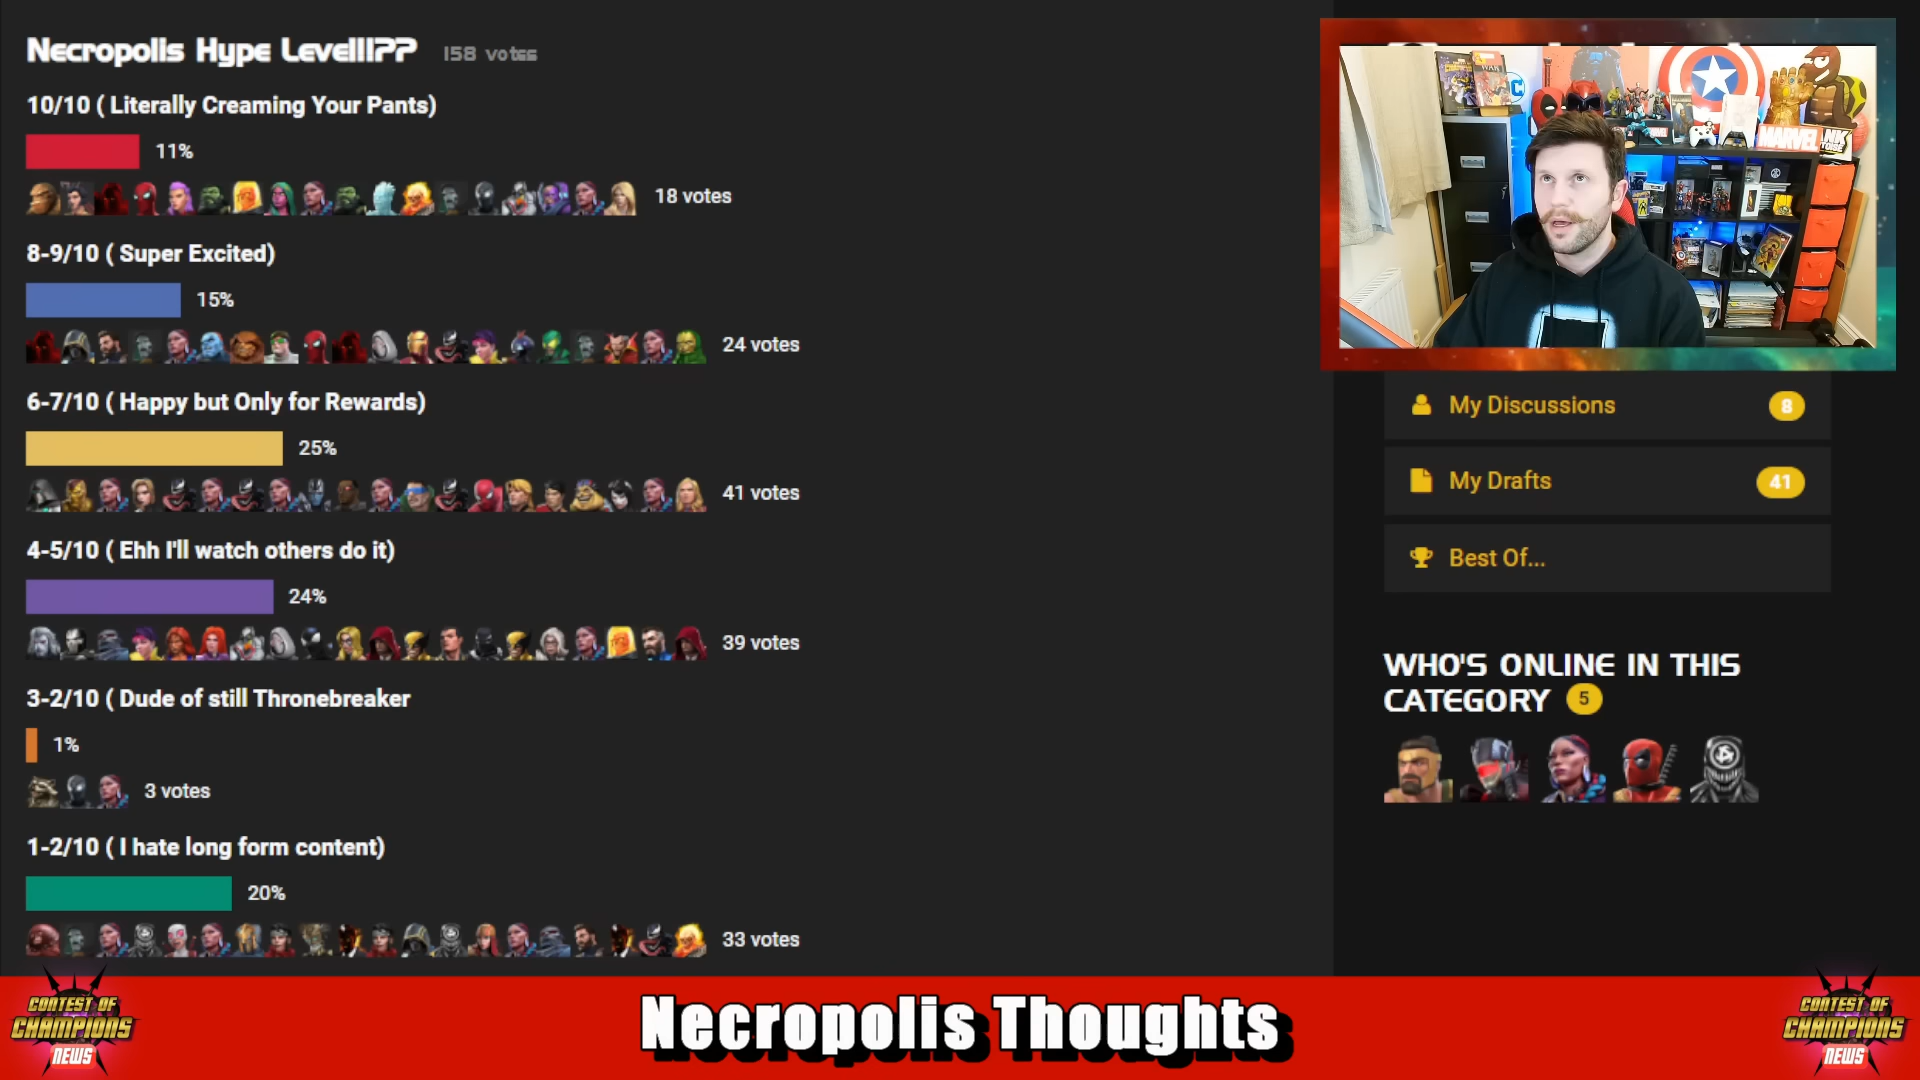 Necropolis Hype Level!!??
158 votes
10/10 ( Literally Creaming Your Pants)
11%
18 votes
8-9/10 ( Super Excited)
15%
24 votes
6-7/10 ( Happy but Only for Rewards)
25%
41 votes
4-5/10 ( Ehh I'll watch others do it)
24%
39 votes
3-2/10 ( Dude of still Thronebreaker
1%
3 votes
1-2/10 ( I hate long form content)
20%
33 votes
MARVEL
My Discussions
8
My Drafts
41
Best Of...
WHO'S ONLINE IN THIS
CATEGORY 5
CONTEST OF
CHAMPIONS
NEWS
Necropolis Thoughts
CONTEST OF
CHAMPIONS
NEWS